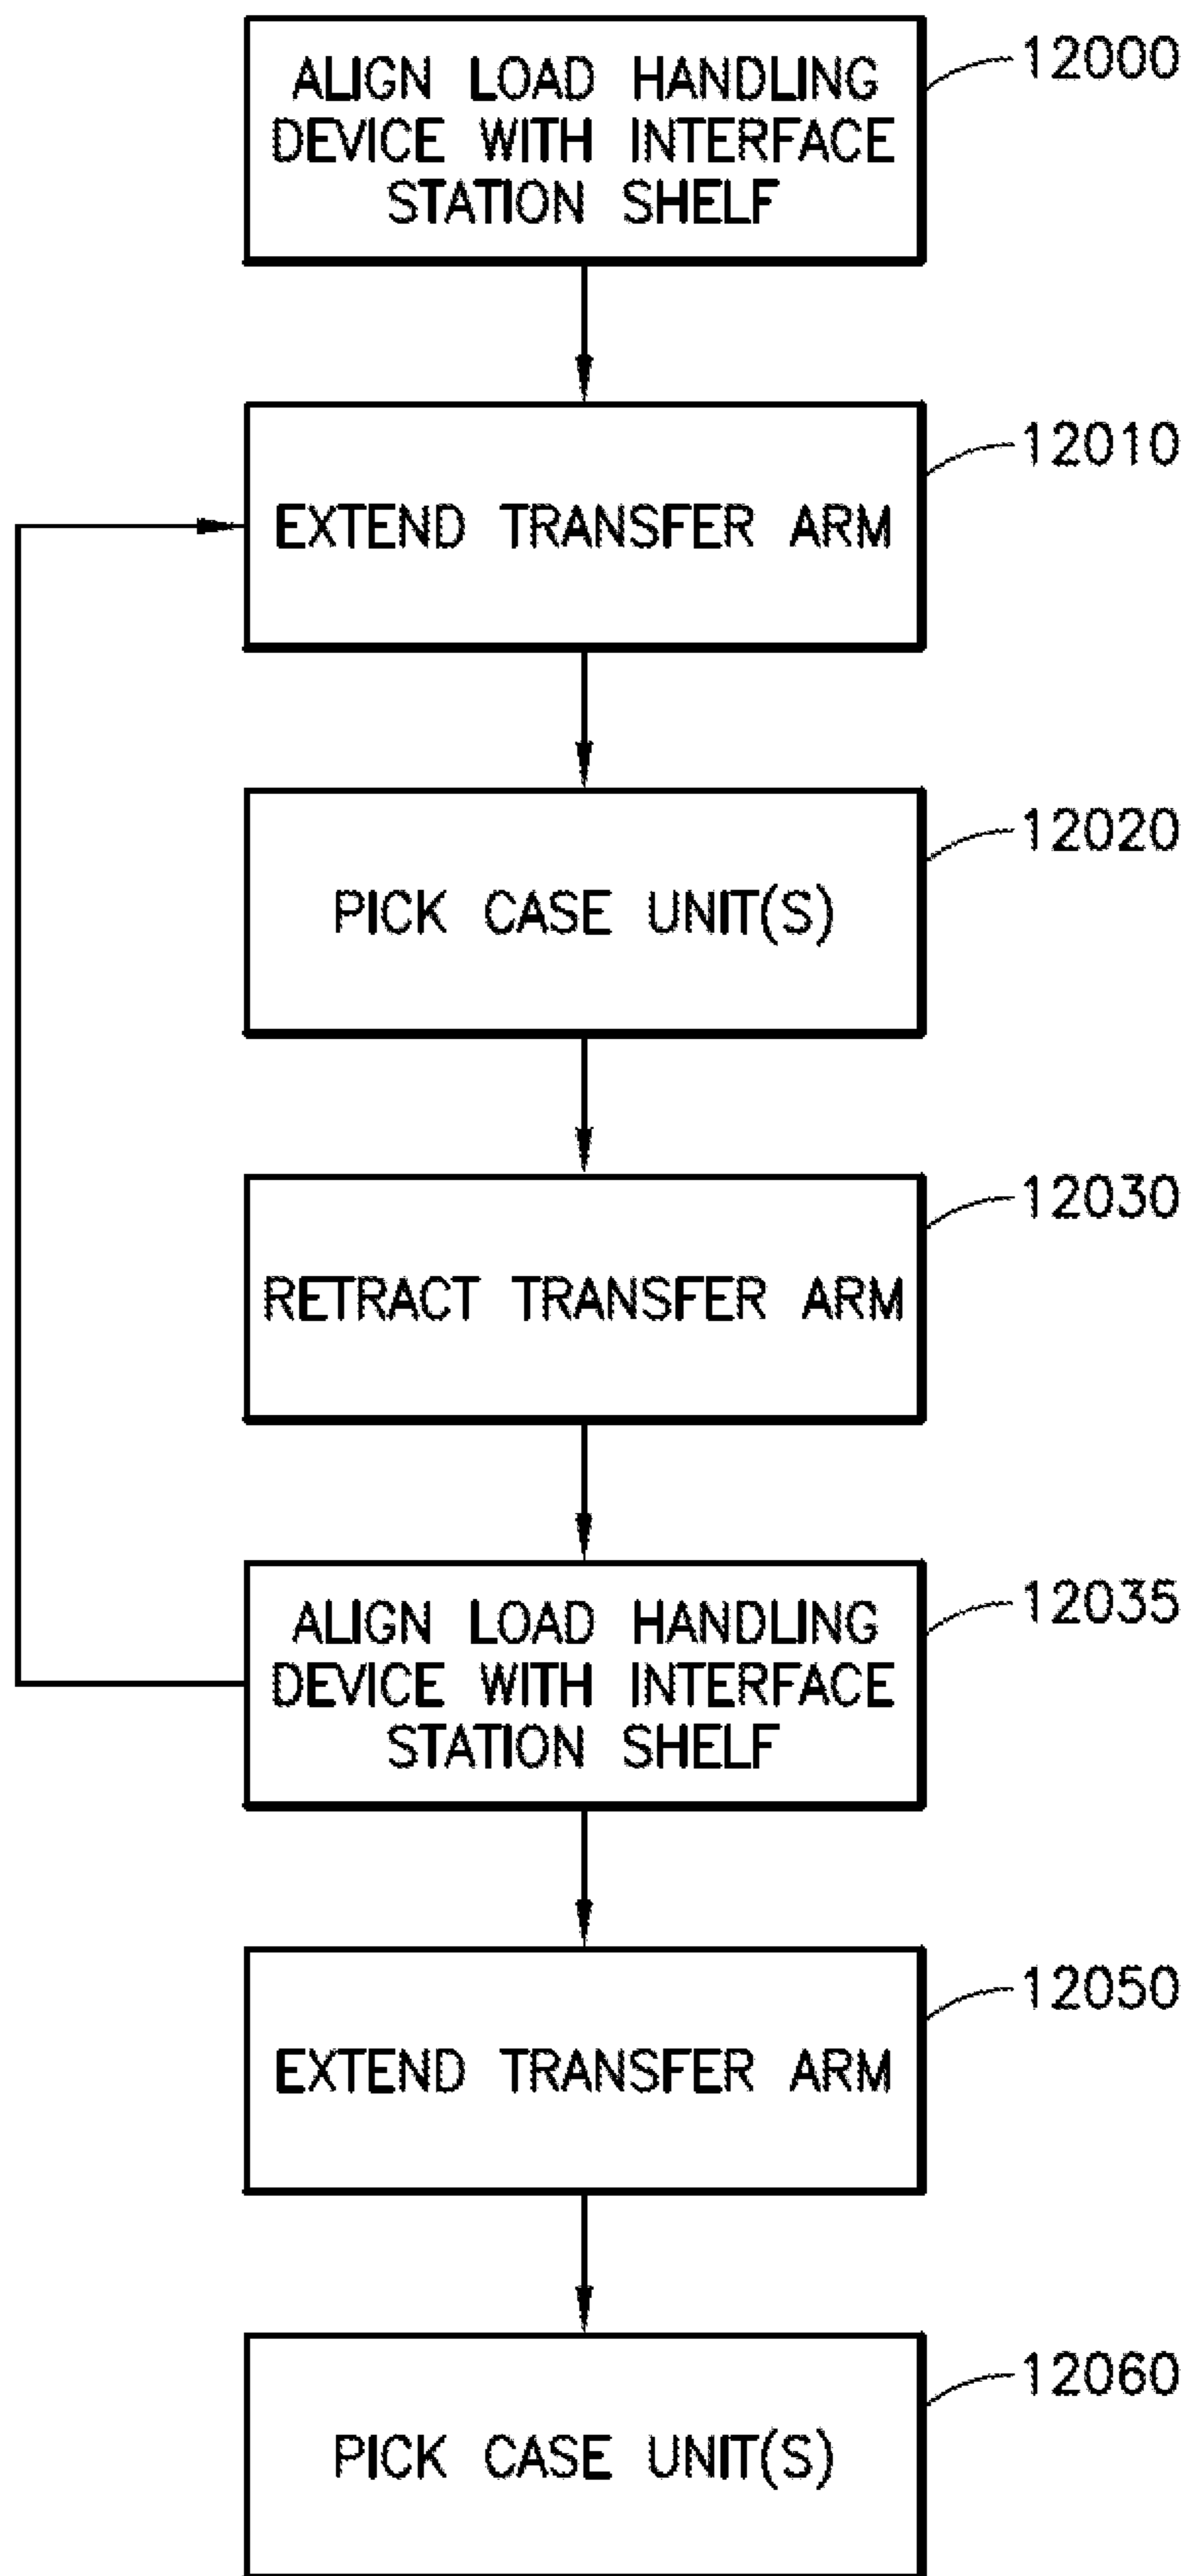 ALIGN LOAD HANDLING
DEVICE WITH INTERFACE
STATION SHELF
12000
EXTEND TRANSFER ARM
12010
PICK CASE UNIT(S)
12020
RETRACT TRANSFER ARM
12030
ALIGN LOAD HANDLING
DEVICE WITH INTERFACE
STATION SHELF
12035
EXTEND TRANSFER ARM
12050
PICK CASE UNIT(S)
12060